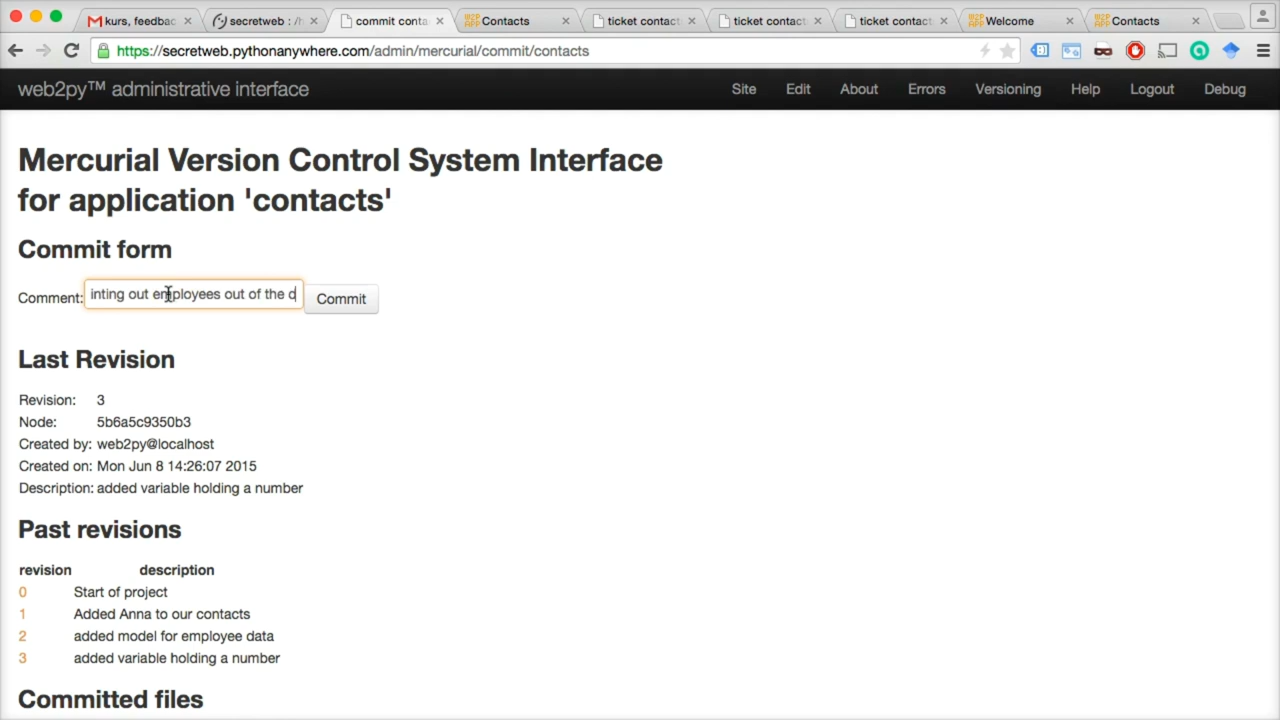 kurs, feedbac
secretweb : /h
commit conta
Contacts
ticket contact
ticket contact
ticket contact
Welcome
Contacts
https://secretweb.pythonanywhere.com/admin/mercurial/commit/contacts
web2py™ administrative interface
Site Edit About Errors Versioning Help Logout Debug
Mercurial Version Control System Interface
for application 'contacts'
Commit form
Comment: inting out employees out of the d Commit
Last Revision
Revision: 3
Node: 5b6a5c9350b3
Created by: web2py@localhost
Created on: Mon Jun 8 14:26:07 2015
Description: added variable holding a number
Past revisions
revision description
0 Start of project
1 Added Anna to our contacts
2 added model for employee data
3 added variable holding a number
Committed files